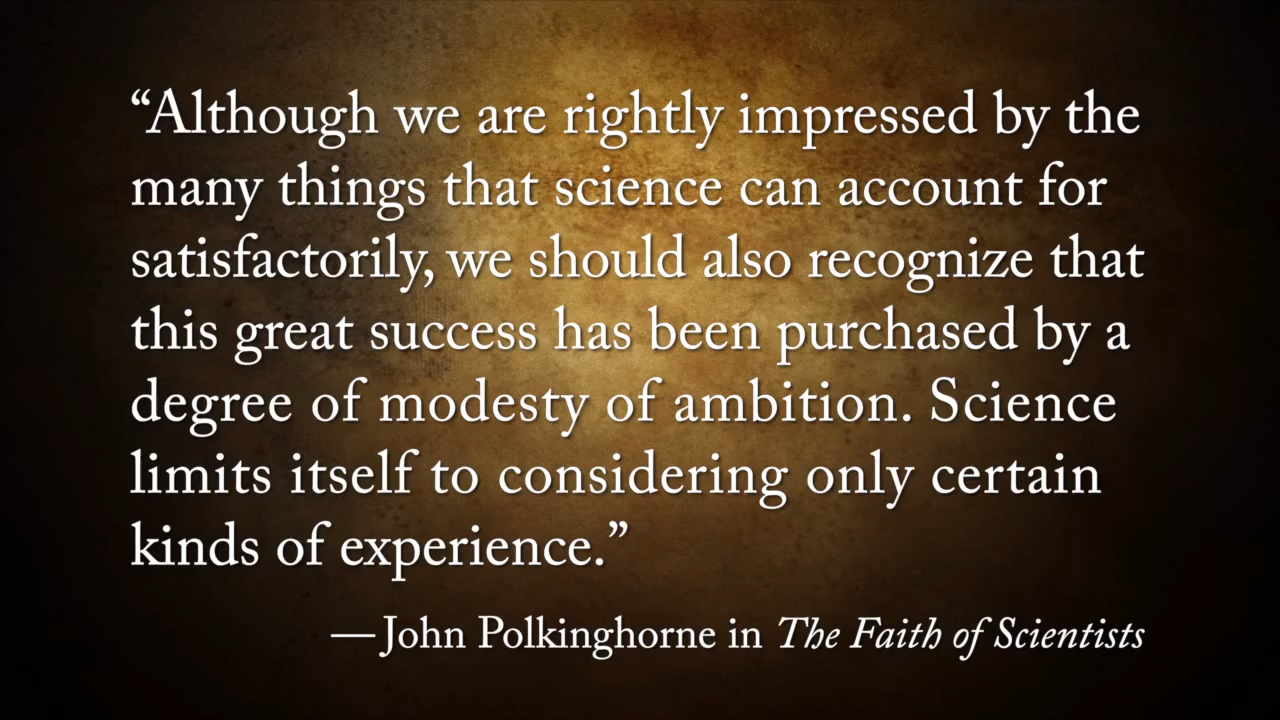 “Although we are rightly impressed by the
many things that science can account for
satisfactorily, we should also recognize that
this great success has been purchased by a
degree of modesty of ambition. Science
limits itself to considering only certain
kinds of experience.”
—John Polkinghorne in The Faith of Scientists